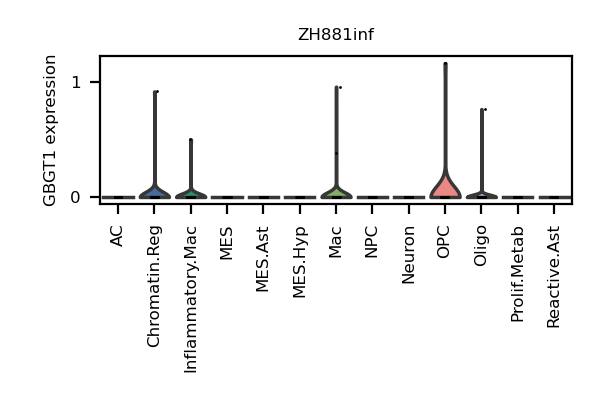 ZH881inf
GBGT1 expression
1
0
AC
Chromatin.Reg
Inflammatory.Mac
MES
MES.Ast
MES.Hyp
Mac
NPC
Neuron
OPC
Oligo
Prolif.Metab
Reactive.Ast